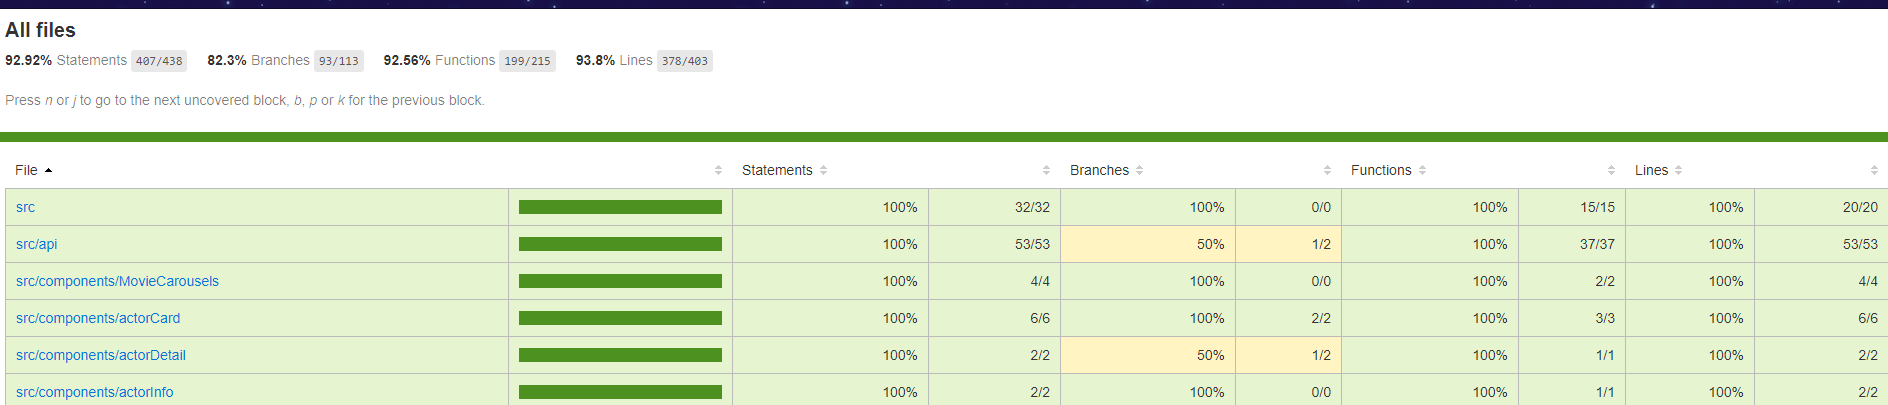 All files
92.92% Statements 407/438 82.3% Branches 93/113 92.56% Functions 199/215 93.8% Lines 378/403
Press n or j to go to the next uncovered block, b, p or k for the previous block.
File Statements Branches Functions Lines
src 100% 32/32 100% 0/0 100% 15/15 100% 20/20
src/api 100% 53/53 50% 1/2 100% 37/37 100% 53/53
src/components/MovieCarousels 100% 4/4 100% 0/0 100% 2/2 100% 4/4
src/components/actorCard 100% 6/6 100% 2/2 100% 3/3 100% 6/6
src/components/actorDetail 100% 2/2 50% 1/2 100% 1/1 100% 2/2
src/components/actorInfo 100% 2/2 100% 0/0 100% 1/1 100% 2/2